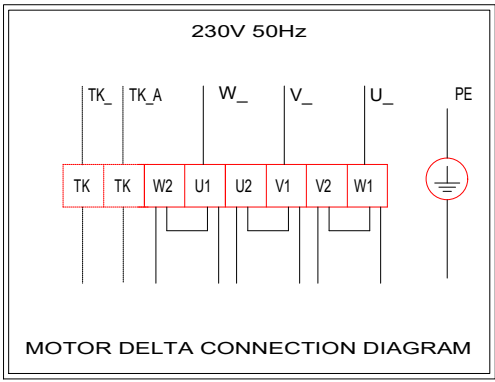 230V 50Hz
TK_ TK_A W_ V_ U_ PE
TK TK W2 U1 U2 V1 V2 W1
MOTOR DELTA CONNECTION DIAGRAM